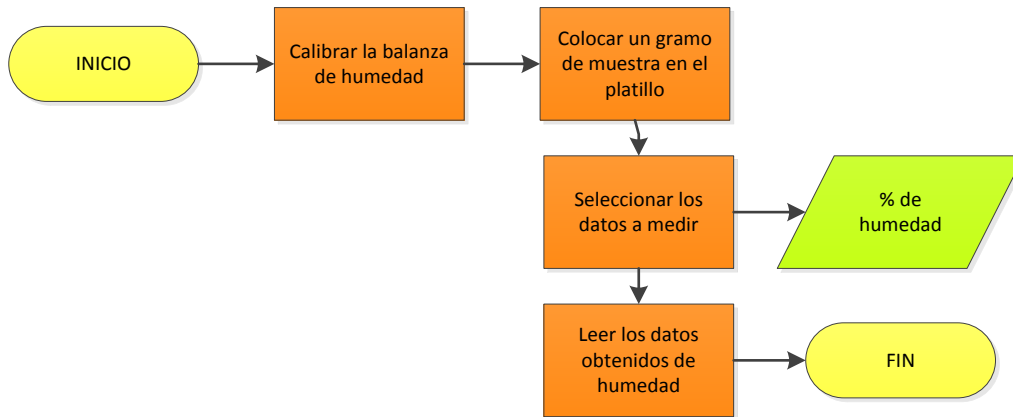 INICIO
Calibrar la balanza
de humedad
Colocar un gramo
de muestra en el
platillo
Seleccionar los
datos a medir
% de
humedad
Leer los datos
obtenidos de
humedad
FIN